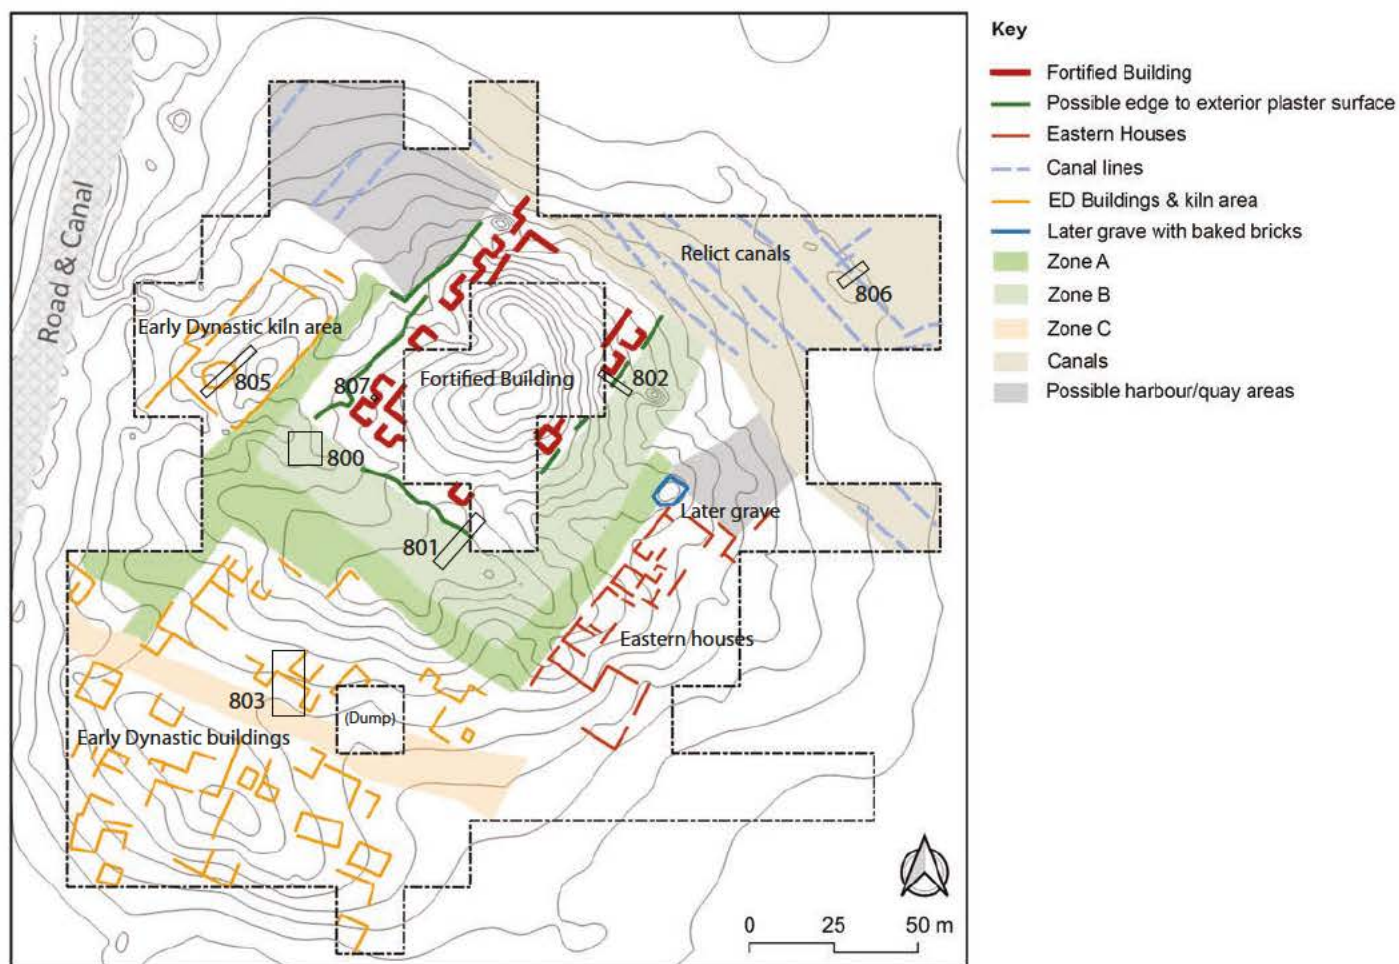 Key
Fortified Building
Possible edge to exterior plaster surface
Eastern Houses
Canal lines
ED Buildings & kiln area
Later grave with baked bricks
Zone A
Zone B
Zone C
Canals
Possible harbour/quay areas
Road & Canal
Relict canals
806
Early Dynastic kiln area
805
807
Fortified Building
802
800
801
Later grave
Eastern houses
803
(Dump)
Early Dynastic buildings
0 25 50 m